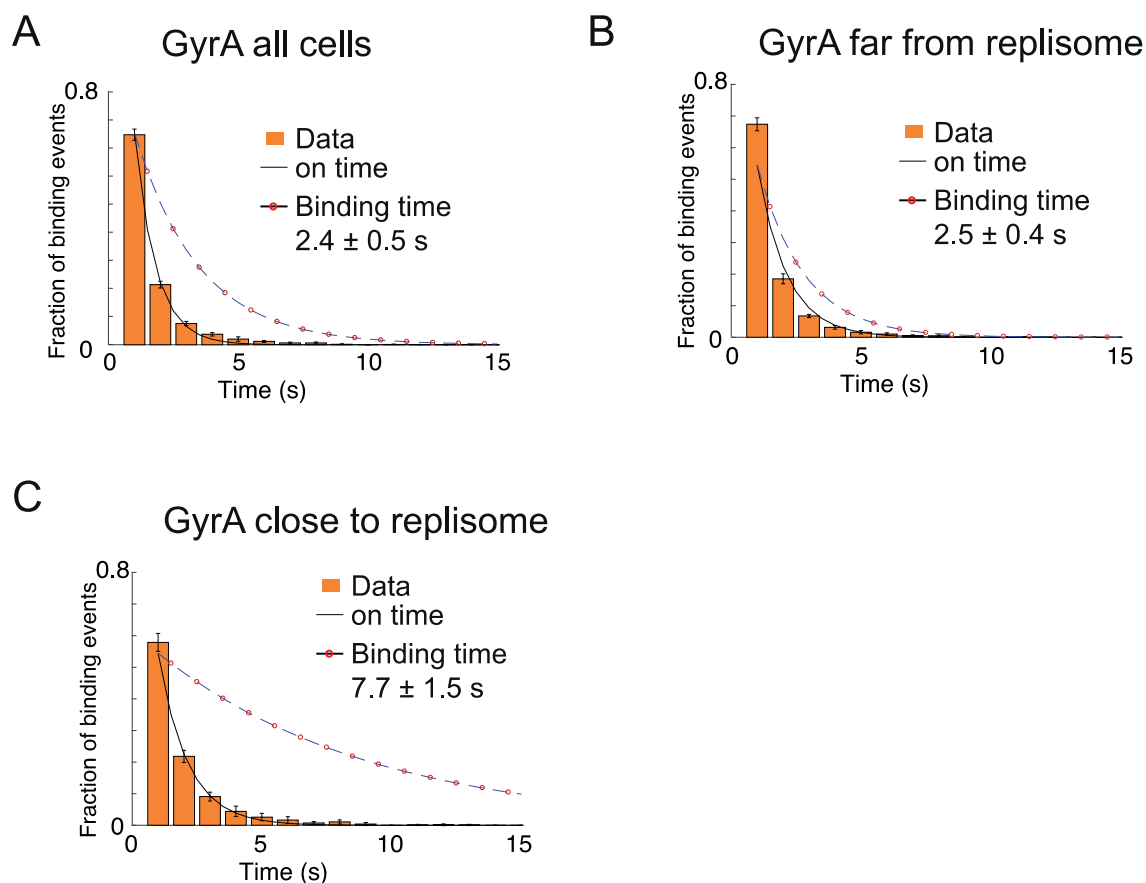 A
GyrA all cells
0.8
Fraction of binding events
Data
on time
Binding time
2.4 ± 0.5 s
0
0 5 10 15
Time (s)
B
GyrA far from replisome
0.8
Fraction of binding events
Data
on time
Binding time
2.5 ± 0.4 s
0
0 5 10 15
Time (s)
C
GyrA close to replisome
0.8
Fraction of binding events
Data
on time
Binding time
7.7 ± 1.5 s
0
0 5 10 15
Time (s)